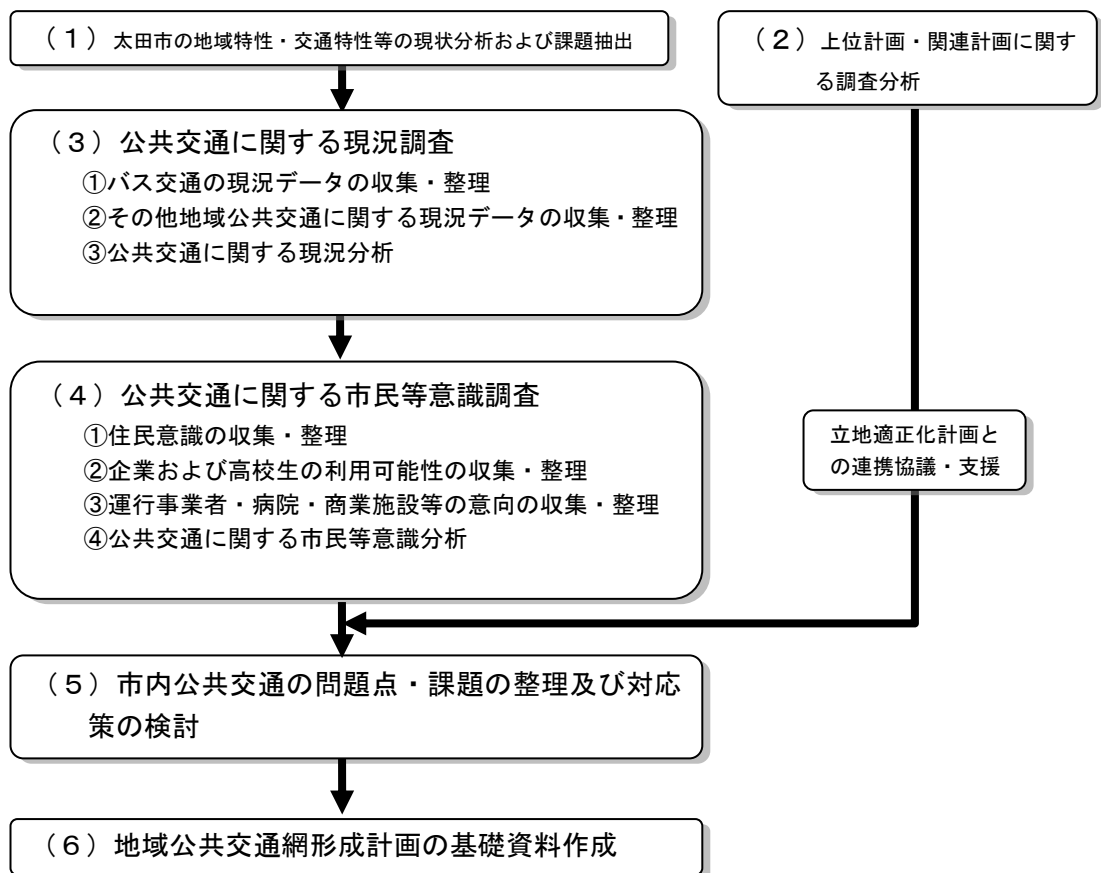 (1)太田市の地域特性・交通特性等の現状分析および課題抽出
(2)上位計画・関連計画に関す
る調査分析
(3)公共交通に関する現況調査
①バス交通の現況データの収集・整理
②その他地域公共交通に関する現況データの収集・整理
③公共交通に関する現況分析
(4)公共交通に関する市民等意識調査
①住民意識の収集・整理
②企業および高校生の利用可能性の収集・整理
③運行事業者・病院・商業施設等の意向の収集・整理
④公共交通に関する市民等意識分析
立地適正化計画と
の連携協議・支援
(5)市内公共交通の問題点・課題の整理及び対応
策の検討
(6)地域公共交通網形成計画の基礎資料作成